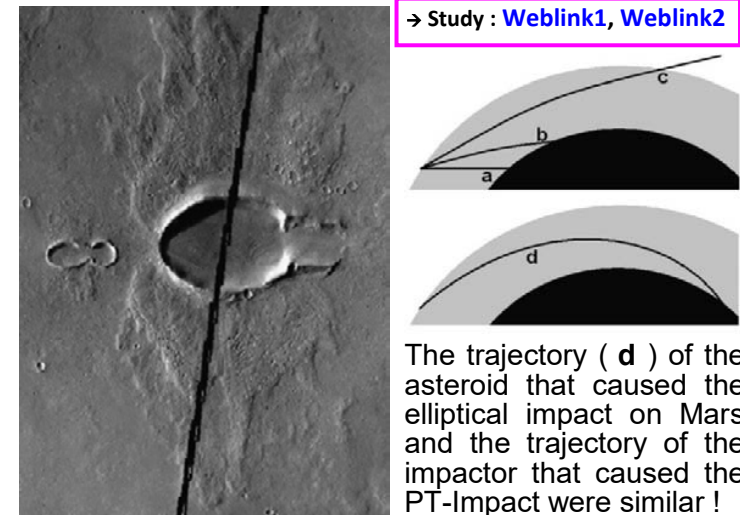 → Study : Weblink1, Weblink2
c
b
a
d
The trajectory ( d ) of the
asteroid that caused the
elliptical impact on Mars
and the trajectory of the
impactor that caused the
PT-Impact were similar !